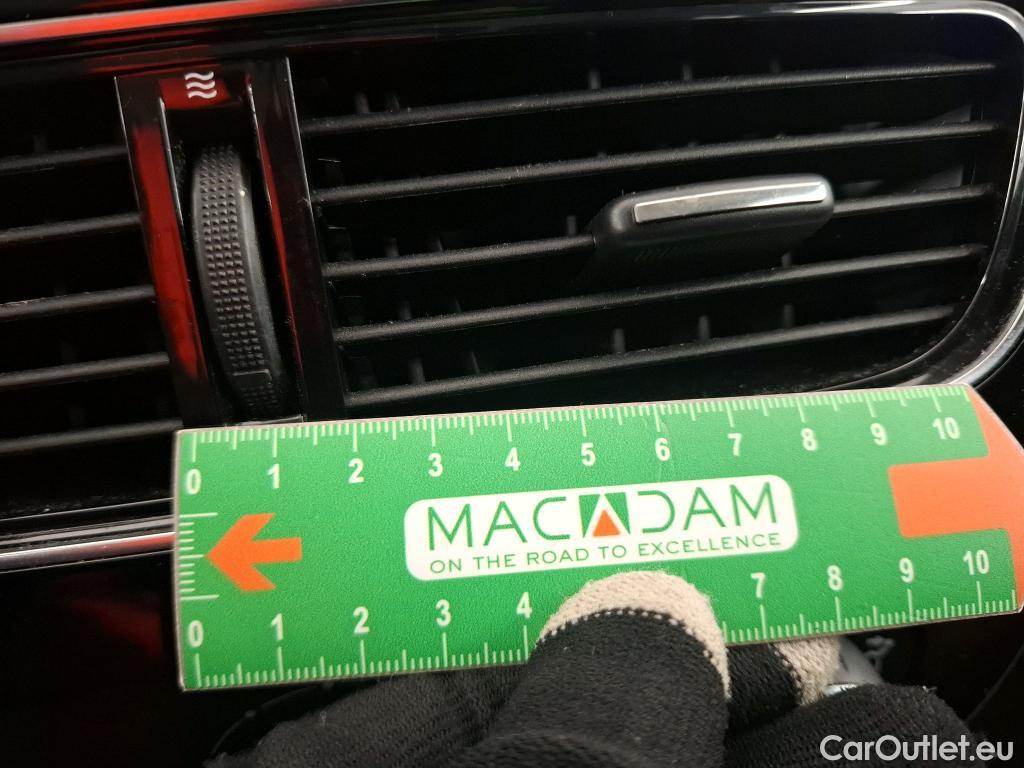 0 1 2 3 4 5 6 7 8 9 10
MACADAM
ON THE ROAD TO EXCELLENCE
0 1 2 3 4 7 8 9 10
CarOutlet.eu